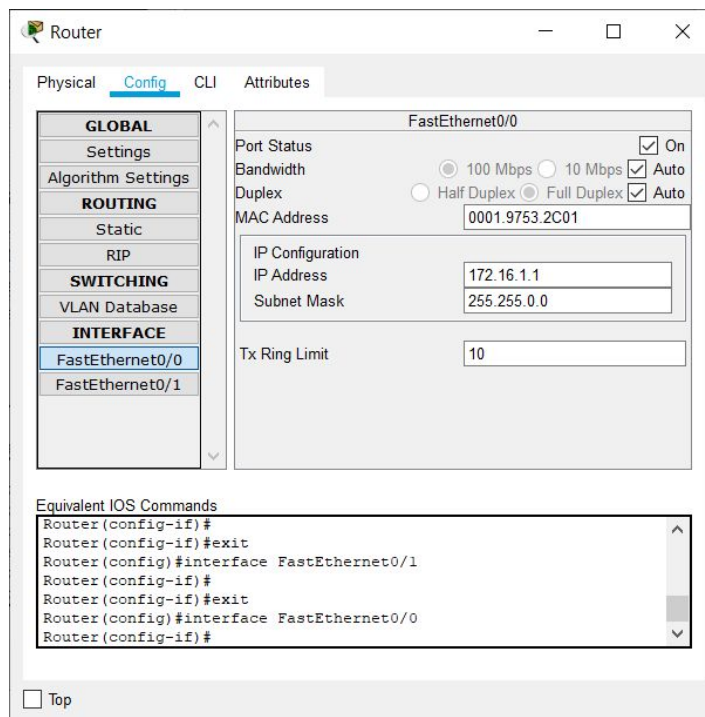 Router
Physical Config CLI Attributes
GLOBAL
Settings
Algorithm Settings
ROUTING
Static
RIP
SWITCHING
VLAN Database
INTERFACE
FastEthernet0/0
FastEthernet0/1
FastEthernet0/0
Port Status On
Bandwidth 100 Mbps 10 Mbps Auto
Duplex Half Duplex Full Duplex Auto
MAC Address 0001.9753.2C01
IP Configuration
IP Address 172.16.1.1
Subnet Mask 255.255.0.0
Tx Ring Limit 10
Equivalent IOS Commands
Router(config-if)#
Router(config-if)#exit
Router(config)#interface FastEthernet0/1
Router(config-if)#
Router(config-if)#exit
Router(config)#interface FastEthernet0/0
Router(config-if)#
Top